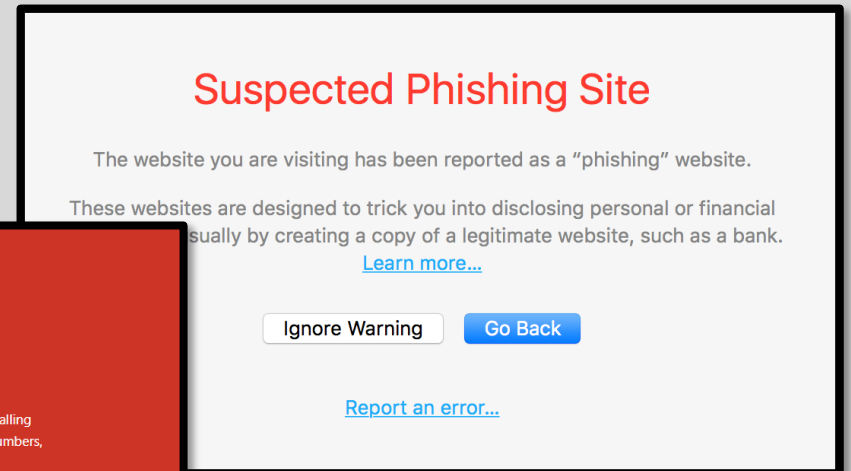 Suspected Phishing Site
The website you are visiting has been reported as a “phishing” website.
These websites are designed to trick you into disclosing personal or financial
sually by creating a copy of a legitimate website, such as a bank.
Learn more...
Ignore Warning Go Back
Report an error...
alling
umbers,